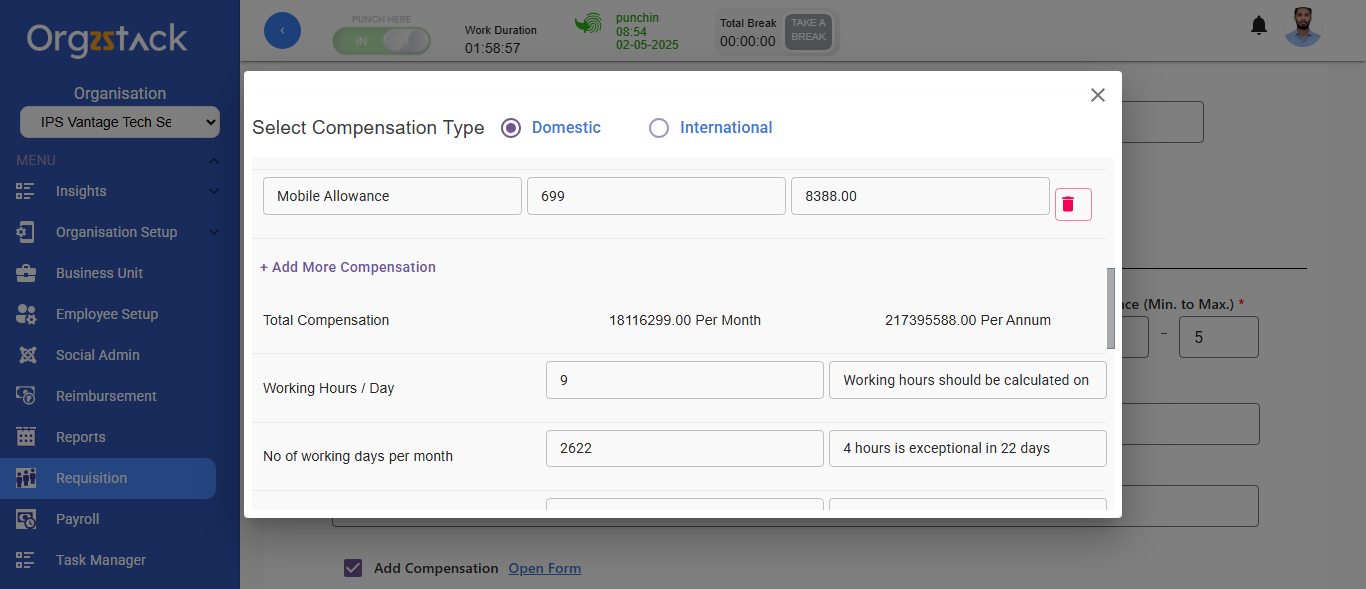 Orgzstack
Organisation
IPS Vantage Tech Se
MENU
Insights
Organisation Setup
Business Unit
Employee Setup
Social Admin
Reimbursement
Reports
Requisition
Payroll
Task Manager
PUNCH HERE
IN
Work Duration
01:58:57
punchin
08:54
02-05-2025
Total Break
00:00:00
TAKE A
BREAK
Select Compensation Type Domestic International
Mobile Allowance 699 8388.00
+ Add More Compensation
Total Compensation 18116299.00 Per Month 217395588.00 Per Annum
Working Hours / Day 9 Working hours should be calculated on
No of working days per month 2622 4 hours is exceptional in 22 days
(Min. to Max.) *
- 5
Add Compensation Open Form